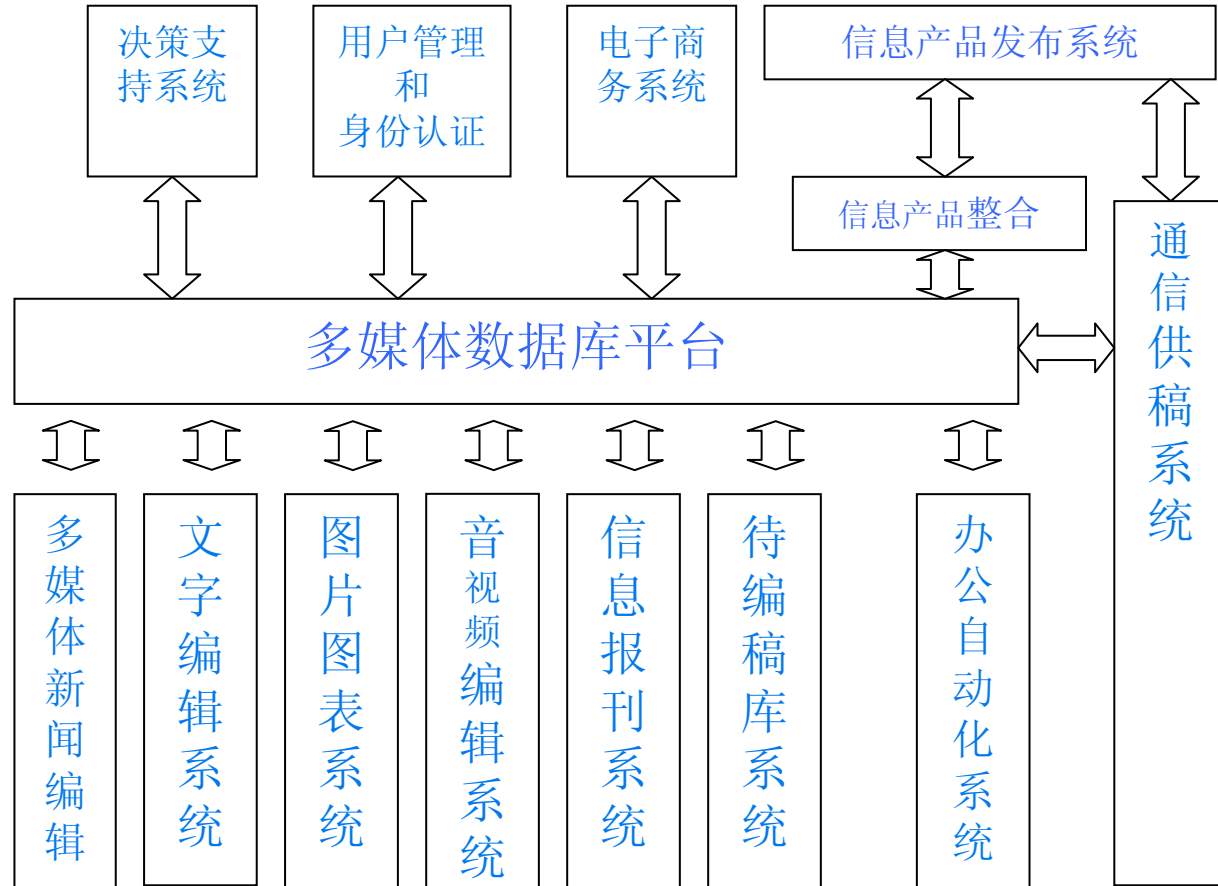 决策支
持系统
用户管理
和
身份认证
电子商
务系统
信息产品发布系统
信息产品整合
多媒体数据库平台
通信供稿系统
多媒体新闻编辑
文字编辑系统
图片图表系统
音视频编辑系统
信息报刊系统
待编稿库系统
办公自动化系统